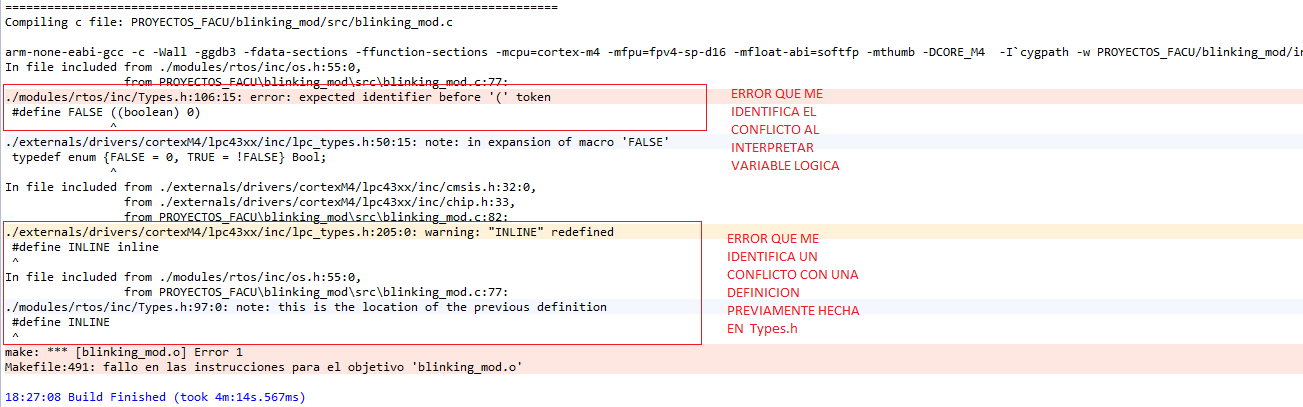 ===============================================================================
Compiling c file: PROYECTOS_FACU/blinking_mod/src/blinking_mod.c
arm-none-eabi-gcc -c -Wall -ggdb3 -fdata-sections -ffunction-sections -mcpu=cortex-m4 -mfpu=fpv4-sp-d16 -mfloat-abi=softfp -mthumb -DCORE_M4  -I`cygpath -w PROYECTOS_FACU/blinking_mod/in
In file included from ./modules/rtos/inc/os.h:55:0,
                 from PROYECTOS_FACU\blinking_mod\src\blinking_mod.c:77:
./modules/rtos/inc/Types.h:106:15: error: expected identifier before '(' token
 #define FALSE ((boolean) 0)
               ^
ERROR QUE ME
IDENTIFICA EL
CONFLICTO AL
INTERPRETAR
VARIABLE LOGICA
./externals/drivers/cortexM4/lpc43xx/inc/lpc_types.h:50:15: note: in expansion of macro 'FALSE'
 typedef enum {FALSE = 0, TRUE = !FALSE} Bool;
               ^
In file included from ./externals/drivers/cortexM4/lpc43xx/inc/cmsis.h:32:0,
                 from ./externals/drivers/cortexM4/lpc43xx/inc/chip.h:33,
                 from PROYECTOS_FACU\blinking_mod\src\blinking_mod.c:82:
./externals/drivers/cortexM4/lpc43xx/inc/lpc_types.h:205:0: warning: "INLINE" redefined
 #define INLINE inline
 ^
In file included from ./modules/rtos/inc/os.h:55:0,
                 from PROYECTOS_FACU\blinking_mod\src\blinking_mod.c:77:
./modules/rtos/inc/Types.h:97:0: note: this is the location of the previous definition
 #define INLINE
 ^
ERROR QUE ME
IDENTIFICA UN
CONFLICTO CON UNA
DEFINICION
PREVIAMENTE HECHA
EN Types.h
make: *** [blinking_mod.o] Error 1
Makefile:491: fallo en las instrucciones para el objetivo 'blinking_mod.o'
18:27:08 Build Finished (took 4m:14s.567ms)